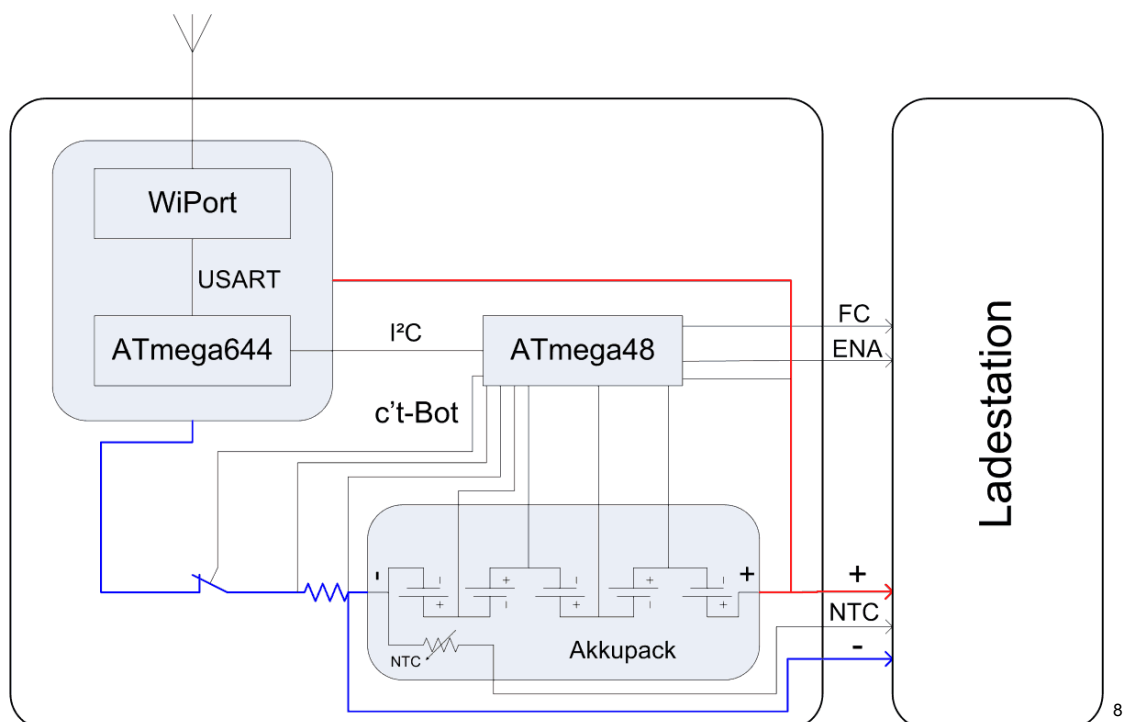 WiPort
USART
ATmega644
I²C
ATmega48
FC
ENA
c't-Bot
Ladestation
-
+
-
+
+
-
-
+
+
-
-
+
+
NTC
Akkupack
+
NTC
-
8